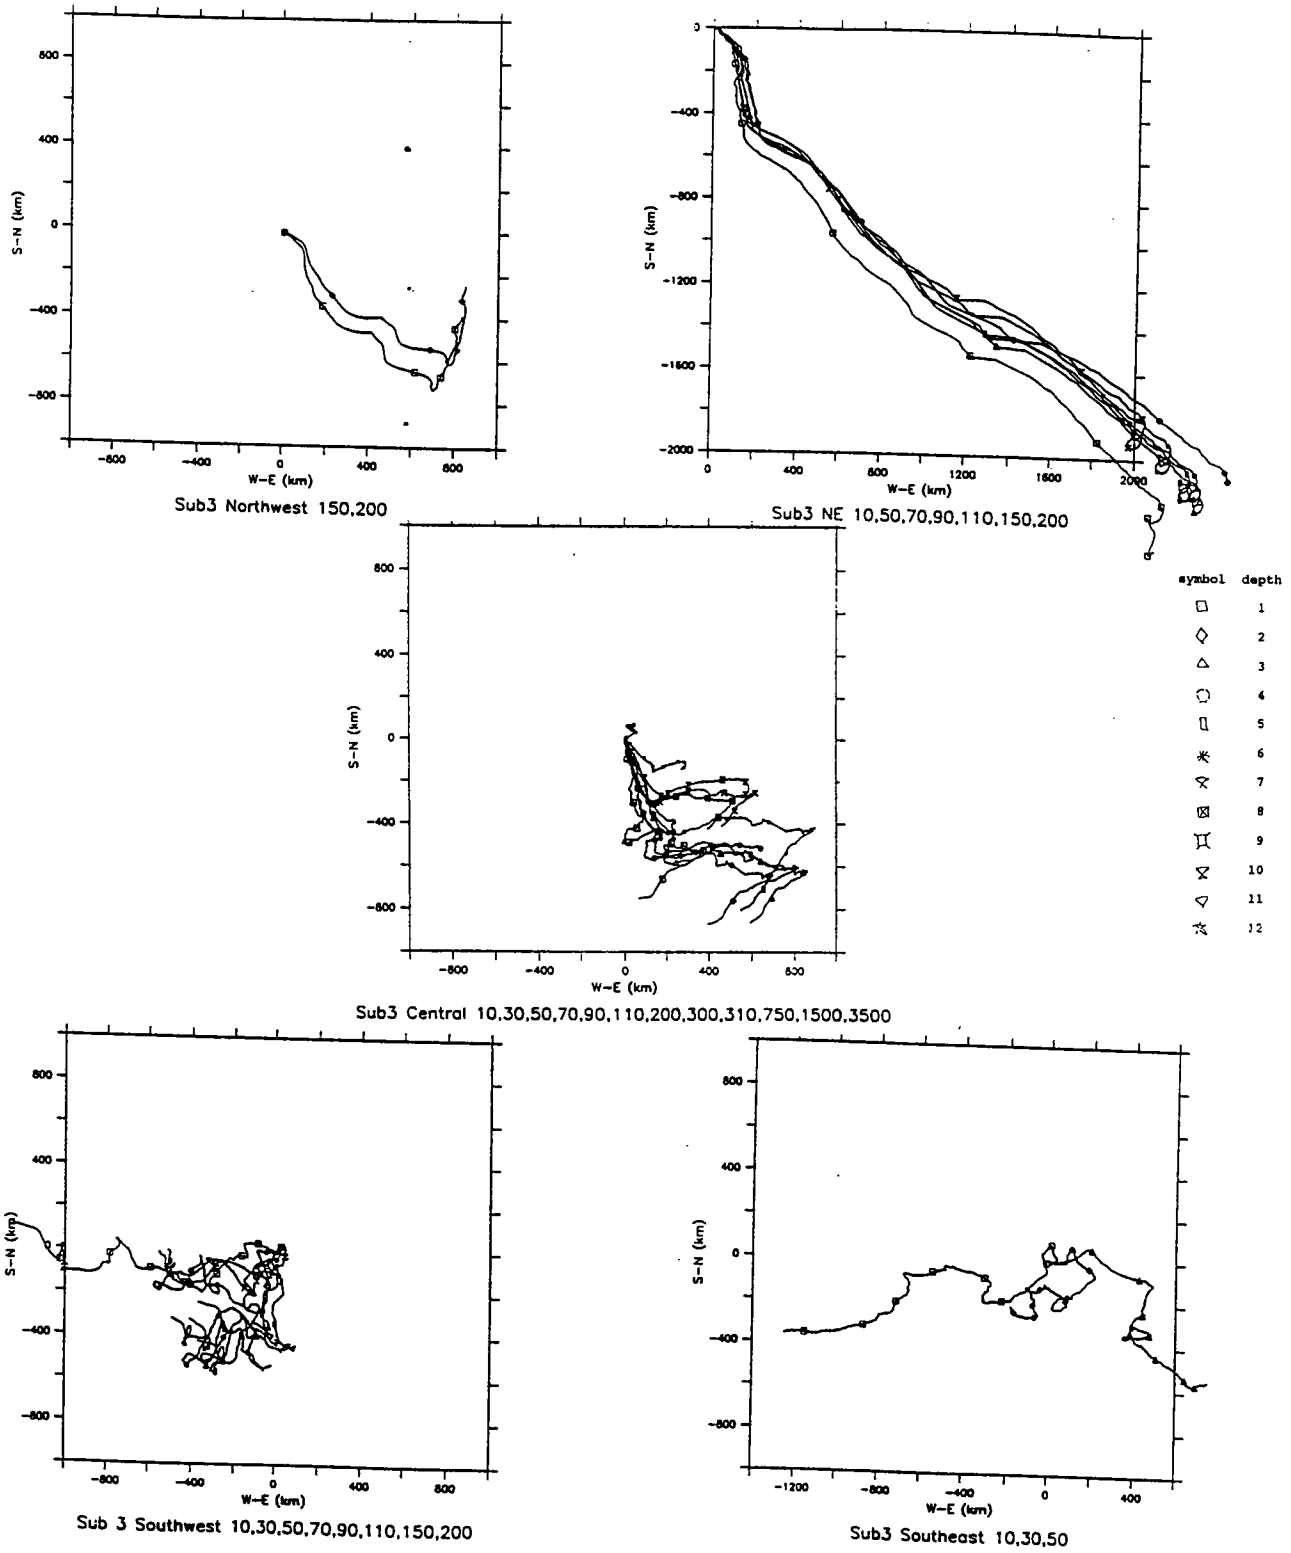 800
400
0
-400
-800
S-N (km)
-800 -400 0 400 800
W-E (km)
Sub3 Northwest 150,200
0
-400
-800
-1200
-1600
-2000
S-N (km)
0 400 800 1200 1600 2000
W-E (km)
Sub3 NE 10,50,70,90,110,150,200
800
400
0
-400
-800
S-N (km)
-800 -400 0 400 800
W-E (km)
Sub3 Central 10,30,50,70,90,110,200,300,310,750,1500,3500
symbol depth
1
2
3
4
5
6
7
8
9
10
11
12
800
400
-400
-800
S-N (km)
-800 -400 0
W-E (km)
Sub 3 Southwest 10,30,50,70,90,110,150,200
800
400
0
-400
-800
S-N (km)
-1200 -800 -400 0 400
W-E (km)
Sub3 Southeast 10,30,50